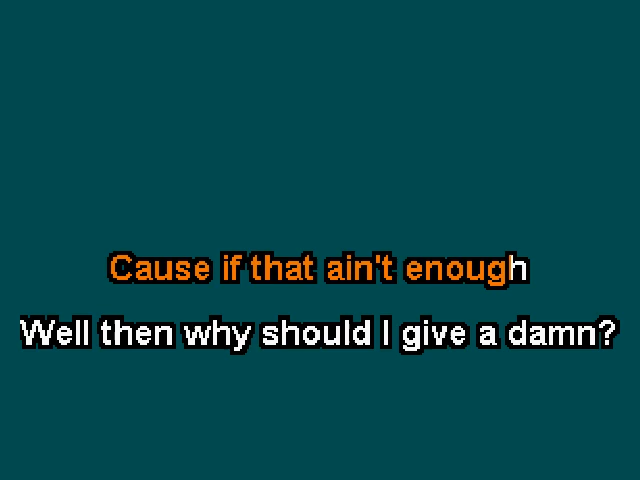 Cause if that ain't enough
Well then why should I give a damn?